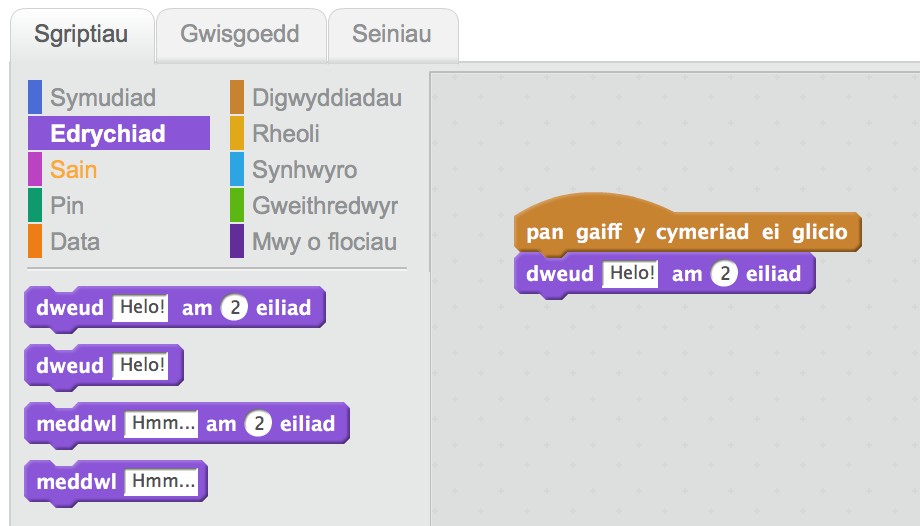 Sgriptiau
Gwisgoedd
Seiniau
Symudiad
Edrychiad
Sain
Pin
Data
Digwyddiadau
Rheoli
Synhwyro
Gweithredwyr
Mwy o flociau
dweud Helo! am 2 eiliad
dweud Helo!
meddwl Hmm... am 2 eiliad
meddwl Hmm...
pan gaiff y cymeriad ei glicio
dweud Helo! am 2 eiliad